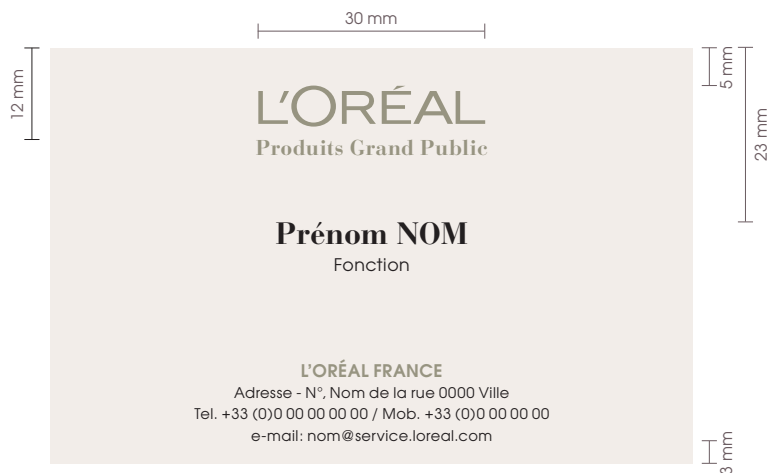 30 mm
12 mm
5 mm
23 mm
L'ORÉAL
Produits Grand Public
Prénom NOM
Fonction
L'ORÉAL FRANCE
Adresse - N°, Nom de la rue 0000 Ville
Tel. +33 (0)0 00 00 00 00 / Mob. +33 (0)0 00 00 00
e-mail: nom@service.loreal.com
3 mm